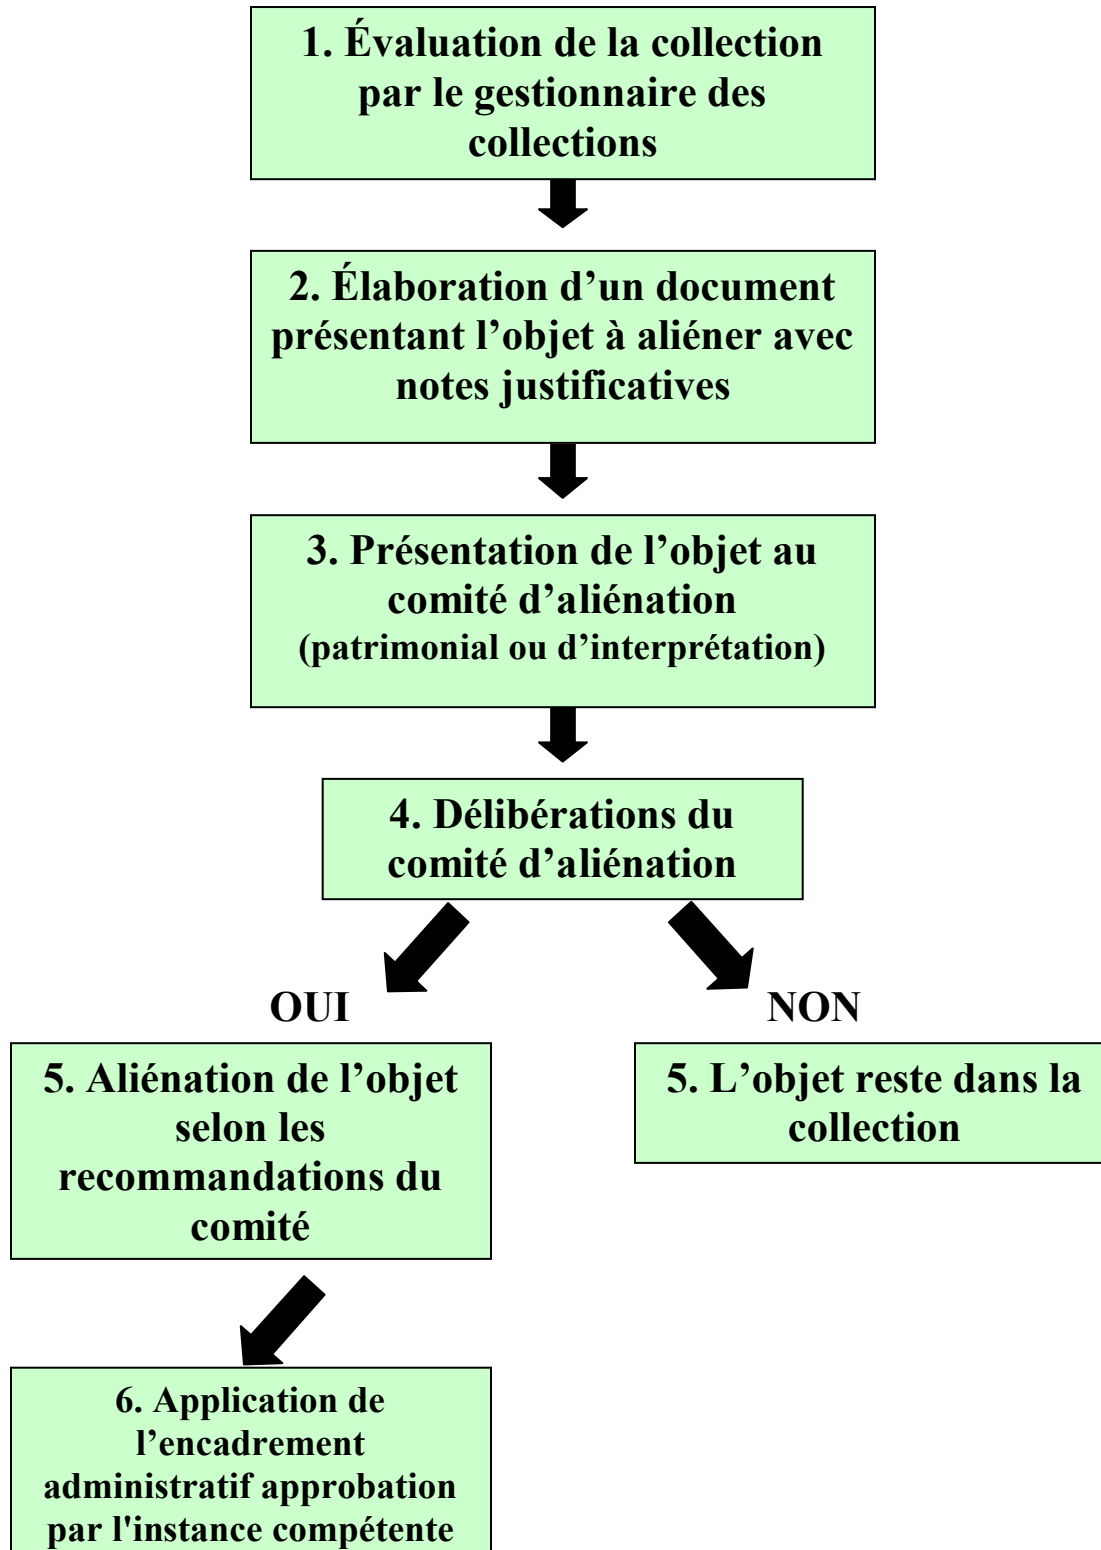 1. Évaluation de la collection
par le gestionnaire des
collections
2. Élaboration d’un document
présentant l’objet à aliéner avec
notes justificatives
3. Présentation de l’objet au
comité d’aliénation
(patrimonial ou d’interprétation)
4. Délibérations du
comité d’aliénation
OUI
NON
5. Aliénation de l’objet
selon les
recommandations du
comité
5. L’objet reste dans la
collection
6. Application de
l’encadrement
administratif approbation
par l'instance compétente